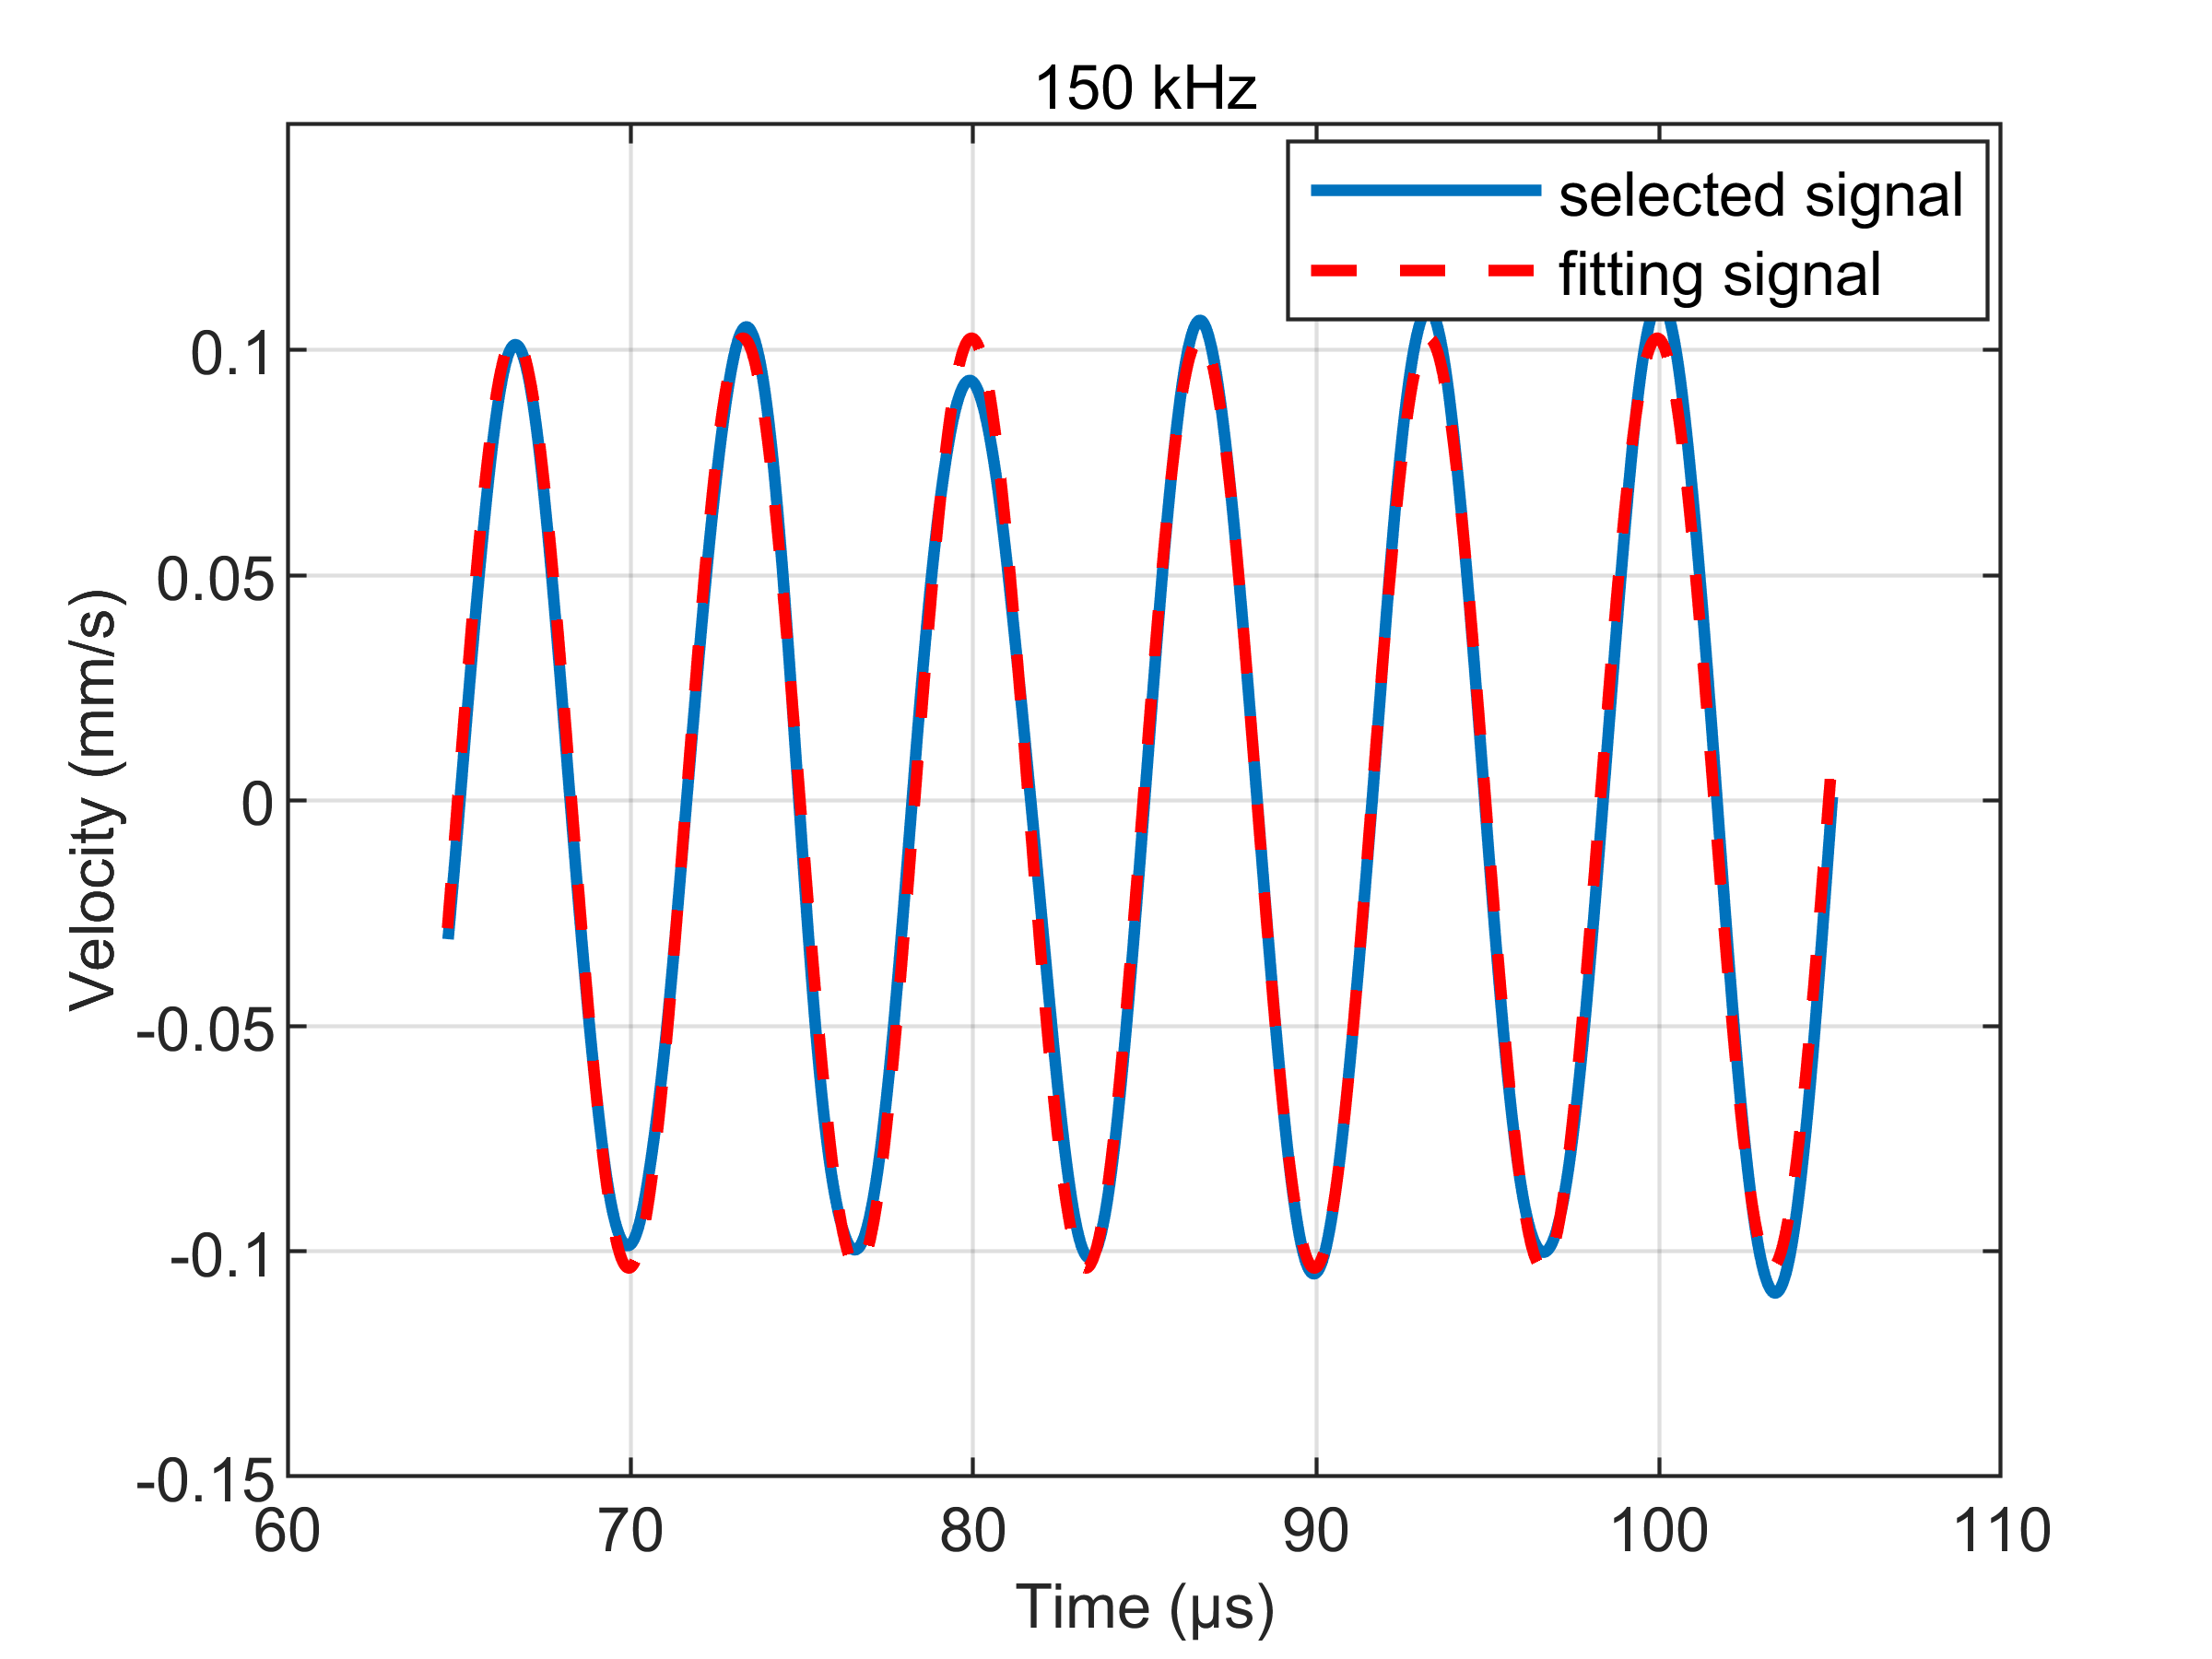 150 kHz
selected signal
fitting signal
0.1
0.05
0
-0.05
-0.1
-0.15
Velocity (mm/s)
60 70 80 90 100 110
Time (µs)